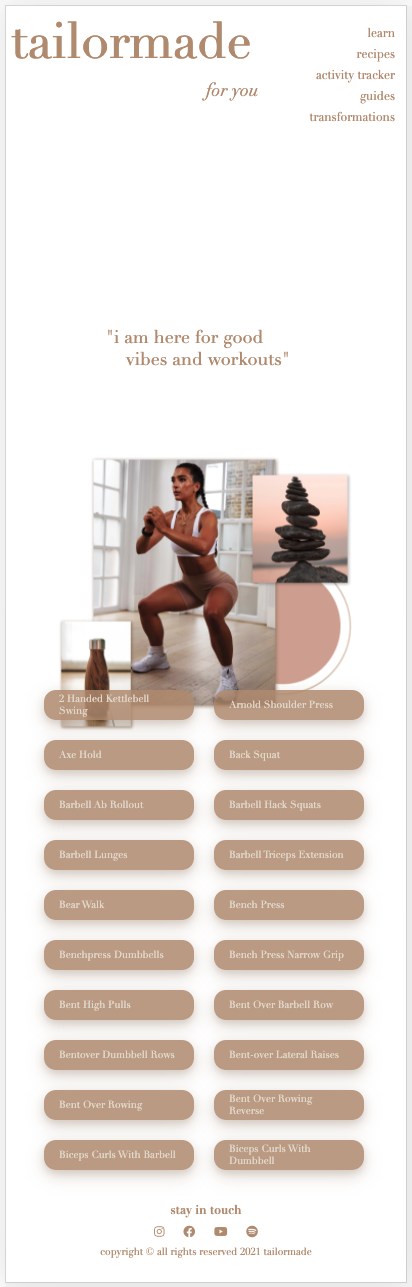 tailormade
for you
learn
recipes
activity tracker
guides
transformations
"i am here for good
vibes and workouts"
2 Handed Kettlebell
Swing
Arnold Shoulder Press
Axe Hold
Back Squat
Barbell Ab Rollout
Barbell Hack Squats
Barbell Lunges
Barbell Triceps Extension
Bear Walk
Bench Press
Benchpress Dumbbells
Bench Press Narrow Grip
Bent High Pulls
Bent Over Barbell Row
Bentover Dumbbell Rows
Bent-over Lateral Raises
Bent Over Rowing
Bent Over Rowing
Reverse
Biceps Curls With Barbell
Biceps Curls With
Dumbbell
stay in touch
copyright © all rights reserved 2021 tailormade